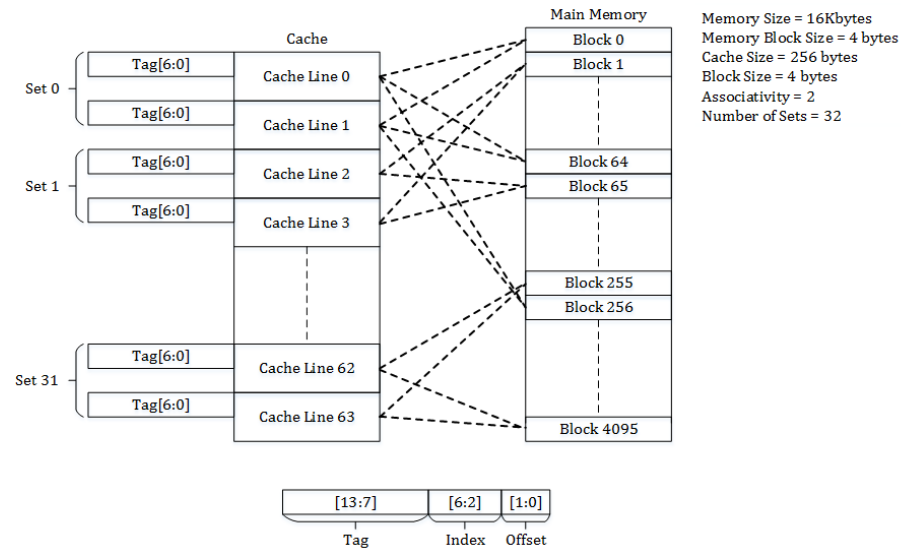 Main Memory
Memory Size = 16Kbytes
Memory Block Size = 4 bytes
Cache Size = 256 bytes
Block Size = 4 bytes
Associativity = 2
Number of Sets = 32
Cache
Block 0
Block 1
Set 0
Tag[6:0]
Cache Line 0
Tag[6:0]
Cache Line 1
Set 1
Tag[6:0]
Cache Line 2
Tag[6:0]
Cache Line 3
Block 64
Block 65
Block 255
Block 256
Set 31
Tag[6:0]
Cache Line 62
Tag[6:0]
Cache Line 63
Block 4095
[13:7]
[6:2]
[1:0]
Tag
Index
Offset